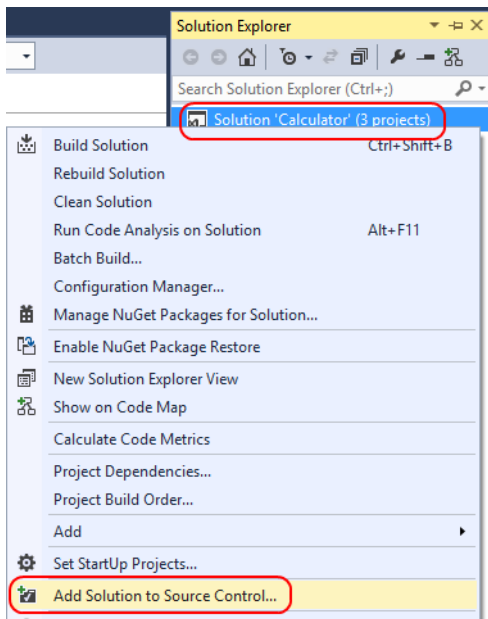 Solution Explorer
Search Solution Explorer (Ctrl+;)
Solution 'Calculator' (3 projects)
Build Solution Ctrl+Shift+B
Rebuild Solution
Clean Solution
Run Code Analysis on Solution Alt+F11
Batch Build...
Configuration Manager...
Manage NuGet Packages for Solution...
Enable NuGet Package Restore
New Solution Explorer View
Show on Code Map
Calculate Code Metrics
Project Dependencies...
Project Build Order...
Add
Set StartUp Projects...
Add Solution to Source Control...